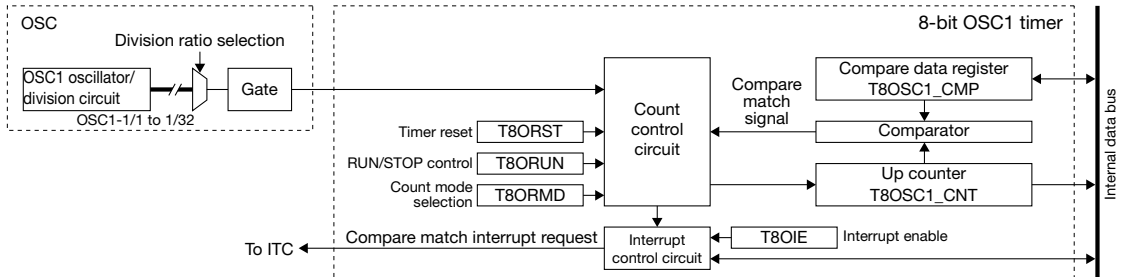 OSC
8-bit OSC1 timer
Division ratio selection
OSC1 oscillator/
division circuit
Gate
OSC1-1/1 to 1/32
Compare data register
T8OSC1_CMP
Compare
match
signal
Count
control
circuit
Comparator
Timer reset
T8ORST
RUN/STOP control
T8ORUN
Count mode
selection
T8ORMD
Up counter
T8OSC1_CNT
Internal data bus
To ITC
Compare match interrupt request
Interrupt
control circuit
T8OIE
Interrupt enable